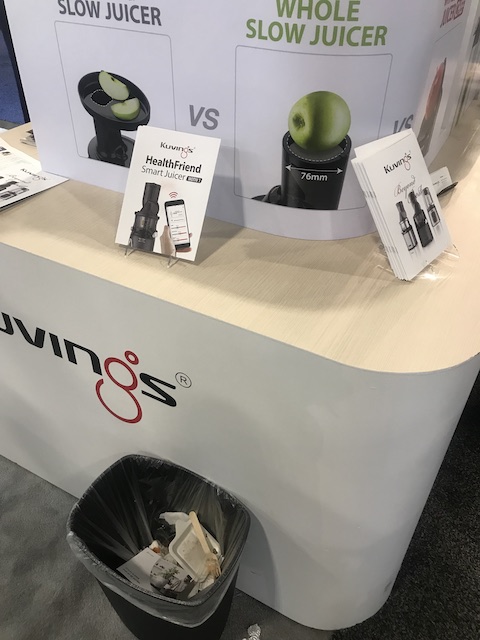 SLOW JUICER
WHOLE
SLOW JUICER
VS
VS
76mm
Kuvings
HealthFriend
Smart Juicer
Kuvings
uvings®